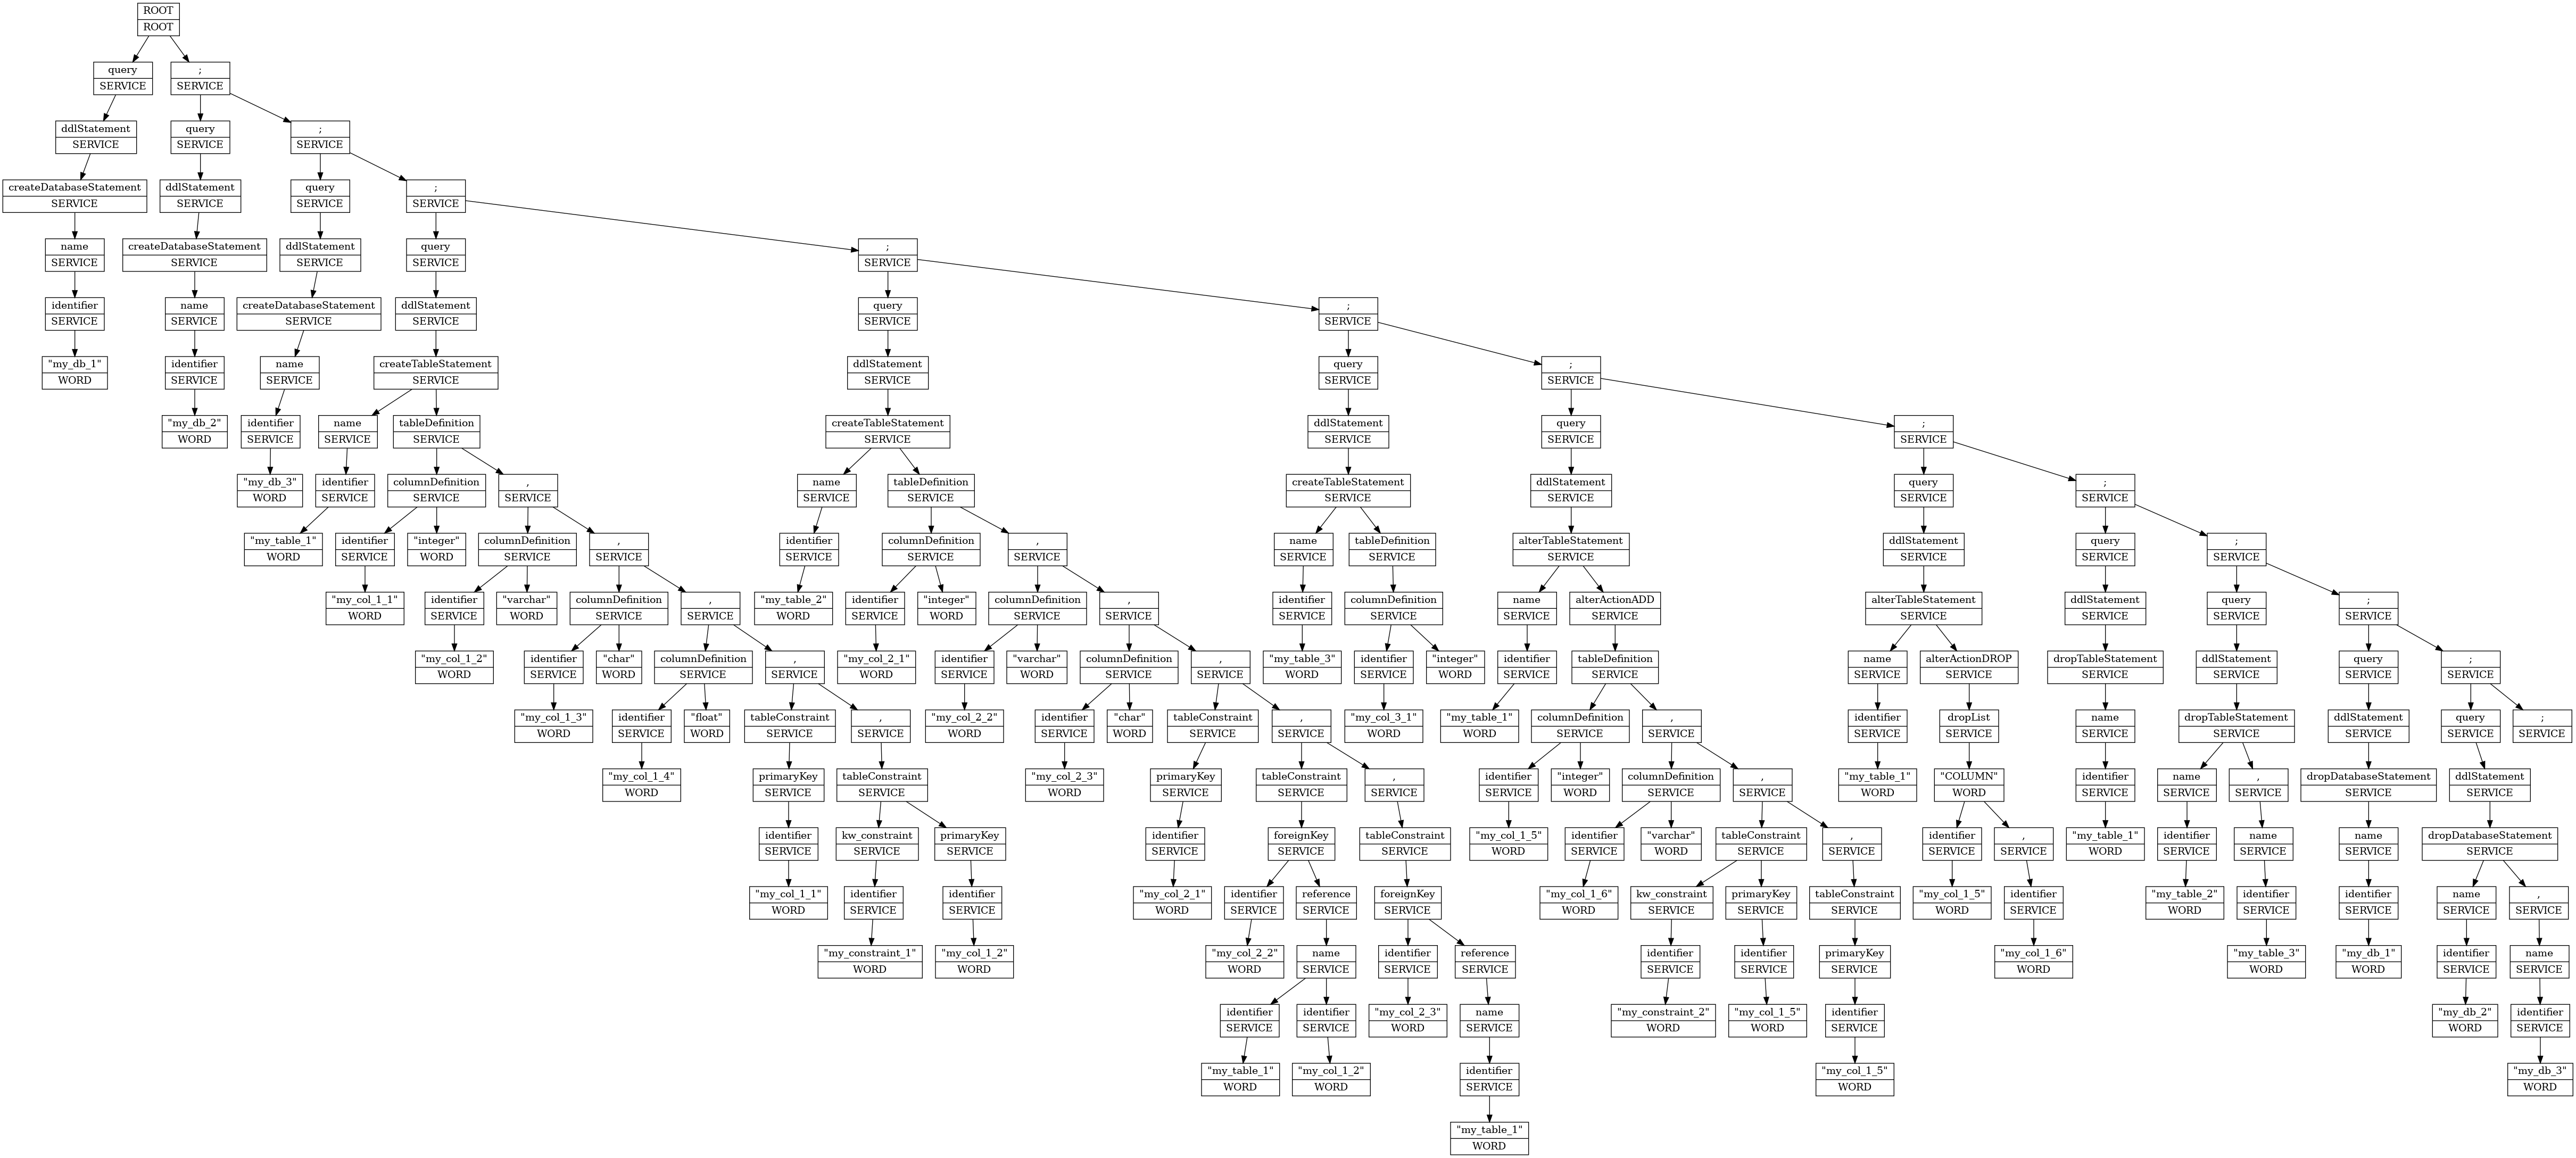 ROOT
ROOT
query ;
SERVICE SERVICE
ddlStatement query ;
SERVICE SERVICE SERVICE
createDatabaseStatement ddlStatement query ;
SERVICE SERVICE SERVICE SERVICE
name createDatabaseStatement ddlStatement query ;
SERVICE SERVICE SERVICE SERVICE SERVICE
identifier name createDatabaseStatement ddlStatement query ;
SERVICE SERVICE SERVICE SERVICE SERVICE SERVICE
"my_db_1" identifier name createTableStatement ddlStatement query ;
WORD SERVICE SERVICE SERVICE SERVICE SERVICE SERVICE
"my_db_2" identifier name tableDefinition createTableStatement ddlStatement query ;
WORD SERVICE SERVICE SERVICE SERVICE SERVICE SERVICE SERVICE
"my_db_3" identifier columnDefinition , name tableDefinition createTableStatement ddlStatement query ;
WORD SERVICE SERVICE SERVICE SERVICE SERVICE SERVICE SERVICE SERVICE SERVICE
"my_table_1" identifier "integer" columnDefinition , identifier columnDefinition , name tableDefinition alterTableStatement ddlStatement query ;
WORD SERVICE WORD SERVICE SERVICE SERVICE SERVICE SERVICE SERVICE SERVICE SERVICE SERVICE SERVICE SERVICE
"my_col_1_1" identifier "varchar" columnDefinition , "my_table_2" identifier "integer" columnDefinition , identifier columnDefinition name alterActionADD alterTableStatement ddlStatement query ;
WORD SERVICE WORD SERVICE SERVICE WORD SERVICE WORD SERVICE SERVICE SERVICE SERVICE SERVICE SERVICE SERVICE SERVICE SERVICE SERVICE
"my_col_1_2" identifier "char" columnDefinition , "my_col_2_1" identifier "varchar" columnDefinition , "my_table_3" identifier "integer" identifier tableDefinition name alterActionDROP dropTableStatement ddlStatement query ;
WORD SERVICE WORD SERVICE SERVICE WORD SERVICE WORD SERVICE SERVICE WORD SERVICE WORD SERVICE SERVICE SERVICE SERVICE SERVICE SERVICE SERVICE SERVICE
"my_col_1_3" identifier "float" tableConstraint , "my_col_2_2" identifier "char" tableConstraint , "my_col_3_1" "my_table_1" columnDefinition , identifier dropList name dropTableStatement ddlStatement query ;
WORD SERVICE WORD SERVICE SERVICE WORD SERVICE WORD SERVICE SERVICE WORD WORD SERVICE SERVICE SERVICE SERVICE SERVICE SERVICE SERVICE SERVICE SERVICE
"my_col_1_4" primaryKey tableConstraint "my_col_2_3" primaryKey tableConstraint , identifier "integer" columnDefinition , "my_table_1" "COLUMN" identifier name , dropDatabaseStatement ddlStatement
WORD SERVICE SERVICE WORD SERVICE SERVICE SERVICE SERVICE WORD SERVICE SERVICE WORD WORD SERVICE SERVICE SERVICE SERVICE SERVICE
identifier kw_constraint primaryKey identifier foreignKey tableConstraint "my_col_1_5" identifier "varchar" tableConstraint , identifier , "my_table_1" identifier name name dropDatabaseStatement
SERVICE SERVICE SERVICE SERVICE SERVICE SERVICE WORD SERVICE WORD SERVICE SERVICE SERVICE SERVICE WORD SERVICE SERVICE SERVICE SERVICE
"my_col_1_1" identifier identifier "my_col_2_1" identifier reference foreignKey "my_col_1_6" kw_constraint primaryKey tableConstraint "my_col_1_5" identifier "my_table_2" identifier identifier name ,
WORD SERVICE SERVICE WORD SERVICE SERVICE SERVICE WORD SERVICE SERVICE SERVICE WORD SERVICE WORD SERVICE SERVICE SERVICE SERVICE
"my_constraint_1" "my_col_1_2" "my_col_2_2" name identifier reference identifier identifier primaryKey "my_col_1_6" "my_table_3" "my_db_1" identifier name
WORD WORD WORD SERVICE SERVICE SERVICE SERVICE SERVICE SERVICE WORD WORD WORD SERVICE SERVICE
identifier identifier "my_col_2_3" name "my_constraint_2" "my_col_1_5" identifier "my_db_2" identifier
SERVICE SERVICE WORD SERVICE WORD WORD SERVICE WORD SERVICE
"my_table_1" "my_col_1_2" identifier "my_col_1_5" "my_db_3"
WORD WORD SERVICE WORD WORD
"my_table_1"
WORD